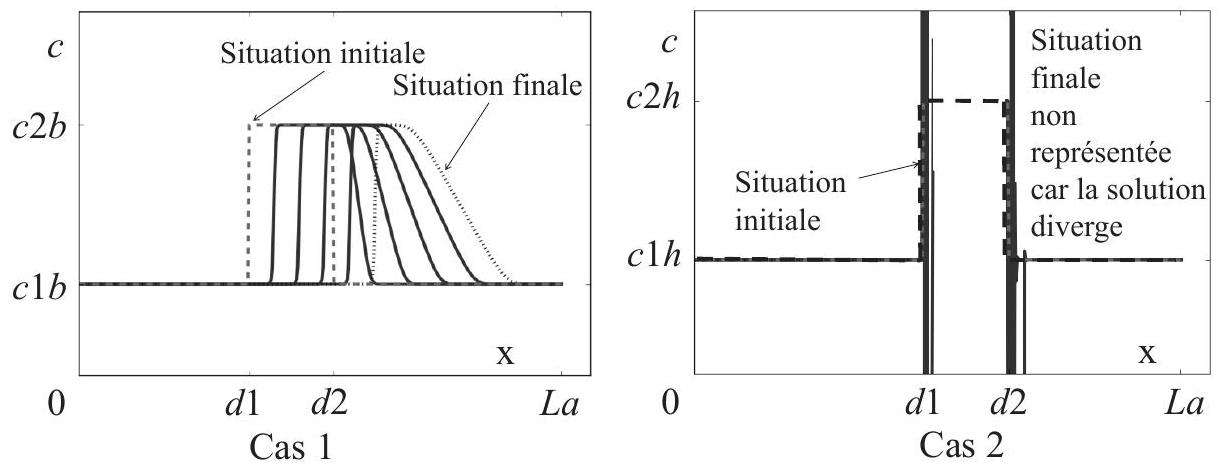 c
Situation initiale
Situation finale
c2b
c1b
x
0
d1
d2
La
Cas 1
c
Situation
finale
non
représentée
car la solution
diverge
c2h
Situation
initiale
c1h
x
0
d1
d2
La
Cas 2